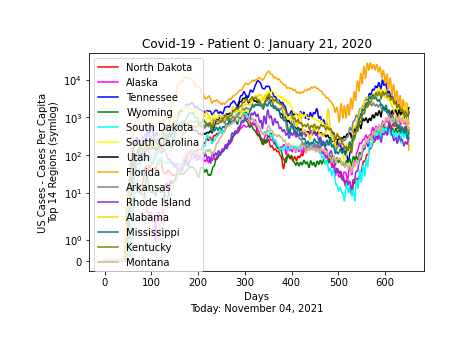 Covid-19 - Patient 0: January 21, 2020
US Cases - Cases Per Capita
Top 14 Regions (symlog)
10⁴
10³
10²
10¹
10⁰
0
North Dakota
Alaska
Tennessee
Wyoming
South Dakota
South Carolina
Utah
Florida
Arkansas
Rhode Island
Alabama
Mississippi
Kentucky
Montana
0 100 200 300 400 500 600
Days
Today: November 04, 2021